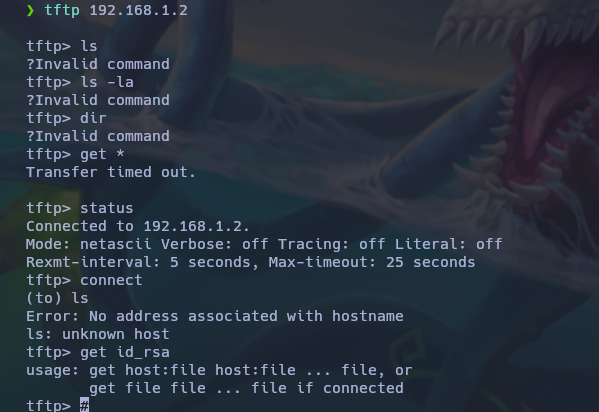 ❯ tftp 192.168.1.2
tftp> ls
?Invalid command
tftp> ls -la
?Invalid command
tftp> dir
?Invalid command
tftp> get *
Transfer timed out.
tftp> status
Connected to 192.168.1.2.
Mode: netascii Verbose: off Tracing: off Literal: off
Rexmt-interval: 5 seconds, Max-timeout: 25 seconds
tftp> connect
(to) ls
Error: No address associated with hostname
ls: unknown host
tftp> get id_rsa
usage: get host:file host:file ... file, or
       get file file ... file if connected
tftp> #